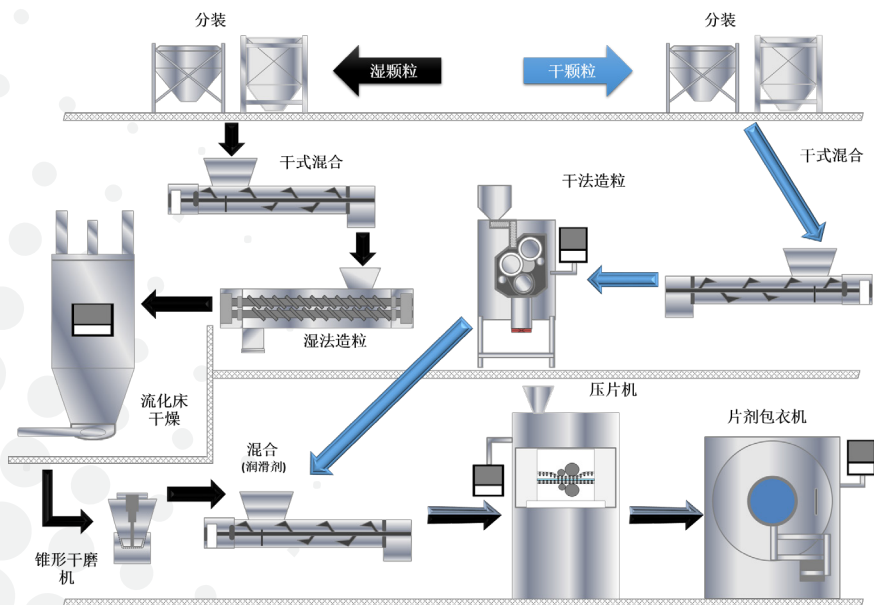 分装
分装
湿颗粒
干颗粒
干式混合
干式混合
干法造粒
湿法造粒
流化床
干燥
压片机
片剂包衣机
混合
(润滑剂)
锥形干磨
机